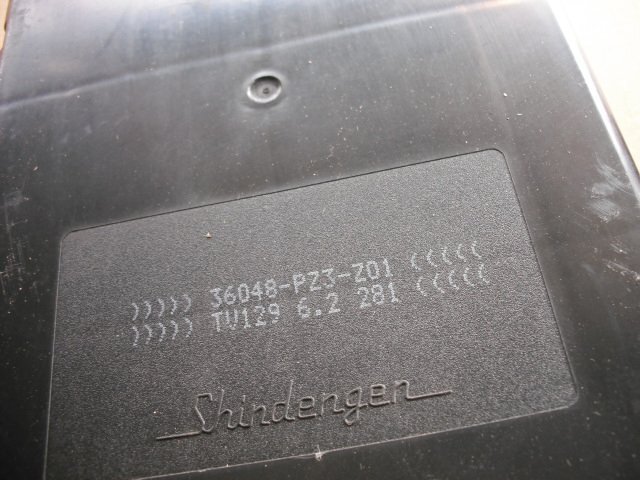 ))))) 36048-PZ3-Z01 (((((
))))) TV129 6.2 281 (((((
Shindengen